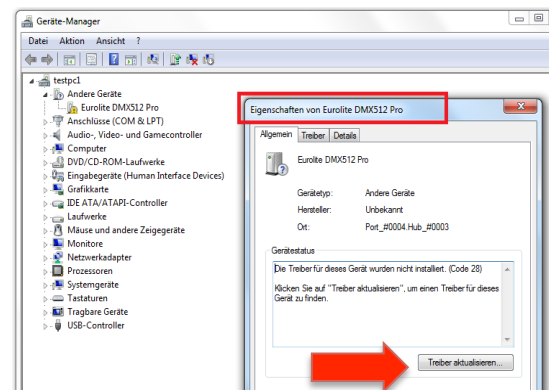 Geräte-Manager
Datei Aktion Ansicht ?
testpc1
Andere Geräte
Eurolite DMX512 Pro
Anschlüsse (COM & LPT)
Audio-, Video- und Gamecontroller
Computer
DVD/CD-ROM-Laufwerke
Eingabegeräte (Human Interface Devices)
Grafikkarte
IDE ATA/ATAPI-Controller
Laufwerke
Mäuse und andere Zeigegeräte
Monitore
Netzwerkadapter
Prozessoren
Systemgeräte
Tastaturen
Tragbare Geräte
USB-Controller
Eigenschaften von Eurolite DMX512 Pro
Allgemein Treiber Details
Eurolite DMX512 Pro
Gerätetyp: Andere Geräte
Hersteller: Unbekannt
Ort: Port_#0004.Hub_#0003
Gerätestatus
Die Treiber für dieses Gerät wurden nicht installiert. (Code 28)
Klicken Sie auf "Treiber aktualisieren", um einen Treiber für dieses
Gerät zu finden.
Treiber aktualisieren...